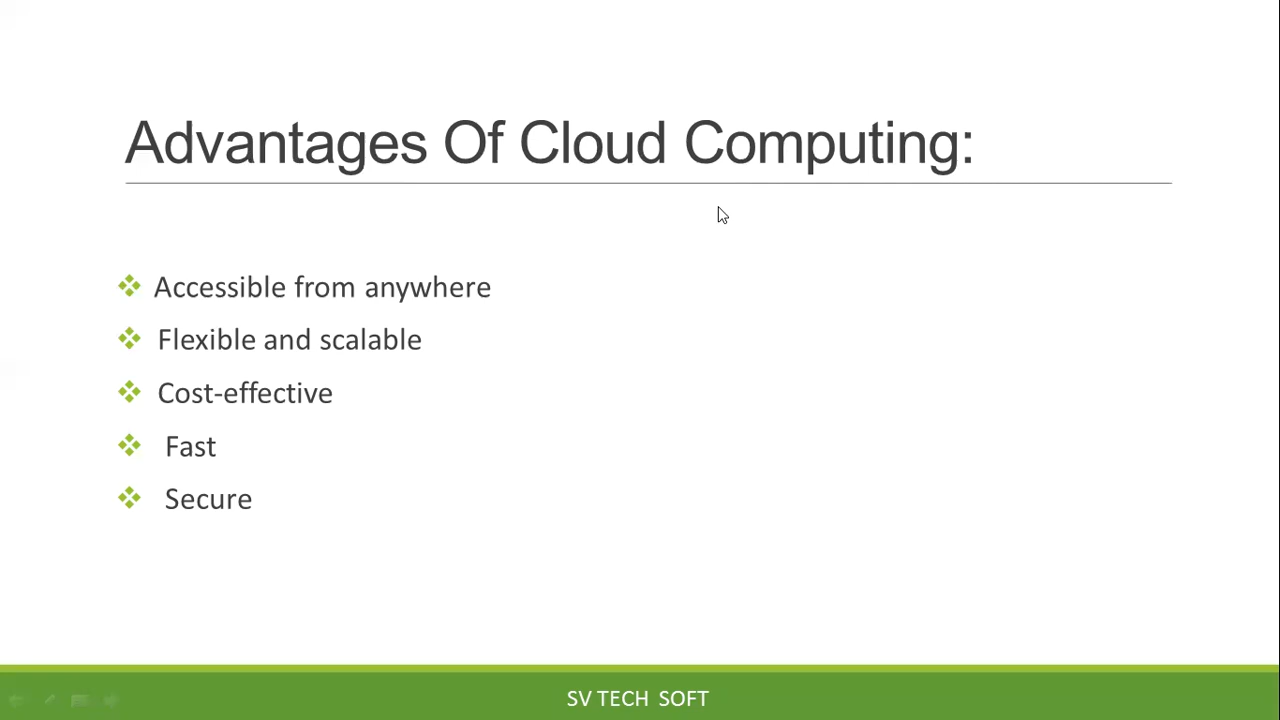 Advantages Of Cloud Computing:
Accessible from anywhere
Flexible and scalable
Cost-effective
Fast
Secure
SV TECH SOFT